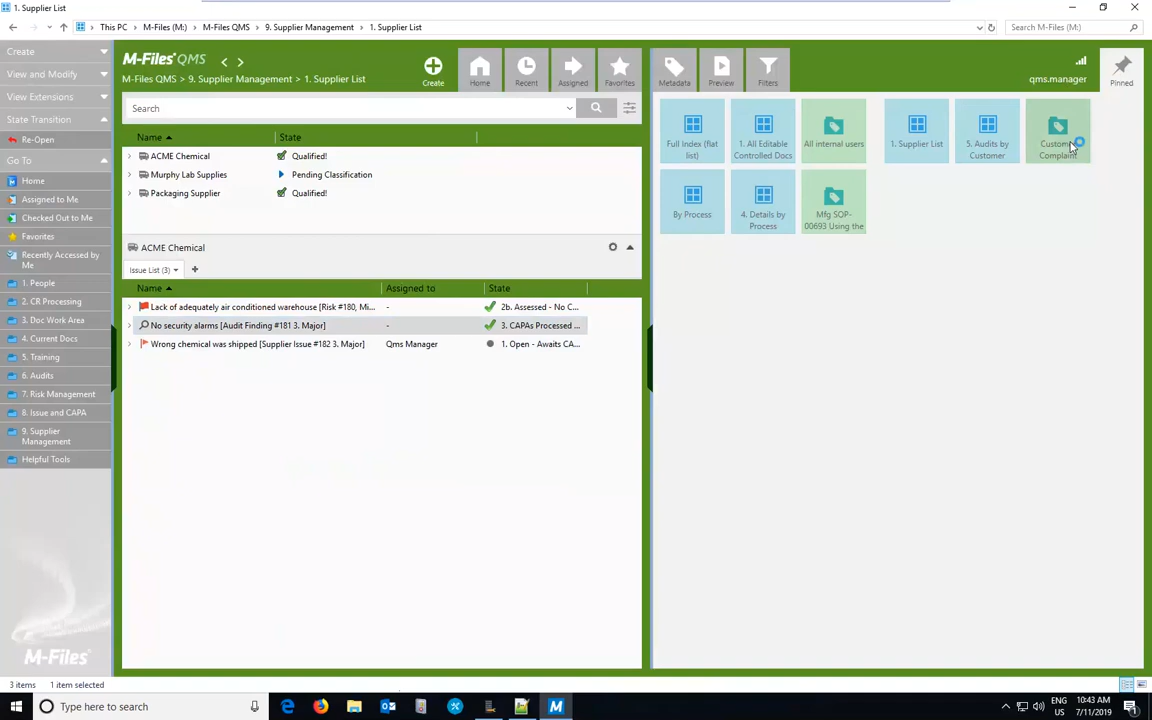 1. Supplier List
This PC > M-Files (M:) > M-Files QMS > 9. Supplier Management > 1. Supplier List
Search M-Files (M:)
Create
View and Modify
View Extensions
State Transition
Re-Open
Go To
Home
Assigned to Me
Checked Out to Me
Favorites
Recently Accessed by
Me
1. People
2. CR Processing
3. Doc Work Area
4. Current Docs
5. Training
6. Audits
7. Risk Management
8. Issue and CAPA
9. Supplier
Management
Helpful Tools
M-Files
M-Files QMS
M-Files QMS > 9. Supplier Management > 1. Supplier List
Create
Home
Recent
Assigned
Favorites
Search
Name State
ACME Chemical Qualified!
Murphy Lab Supplies Pending Classification
Packaging Supplier Qualified!
ACME Chemical
Issue List (3)
Name Assigned to State
Lack of adequately air conditioned warehouse [Risk #180, Mi... - 2b. Assessed - No C...
No security alarms [Audit Finding #181 3. Major] - 3. CAPAs Processed ...
Wrong chemical was shipped [Supplier Issue #182 3. Major] Qms Manager 1. Open - Awaits CA...
Metadata
Preview
Filters
qms.manager
Pinned
Full Index (flat
list)
1. All Editable
Controlled Docs
All internal users
1. Supplier List
5. Audits by
Customer
Complaint
By Process
4. Details by
Process
Mfg SOP-
00693 Using the
3 items 1 item selected
Type here to search
ENG
US
10:43 AM
7/11/2019